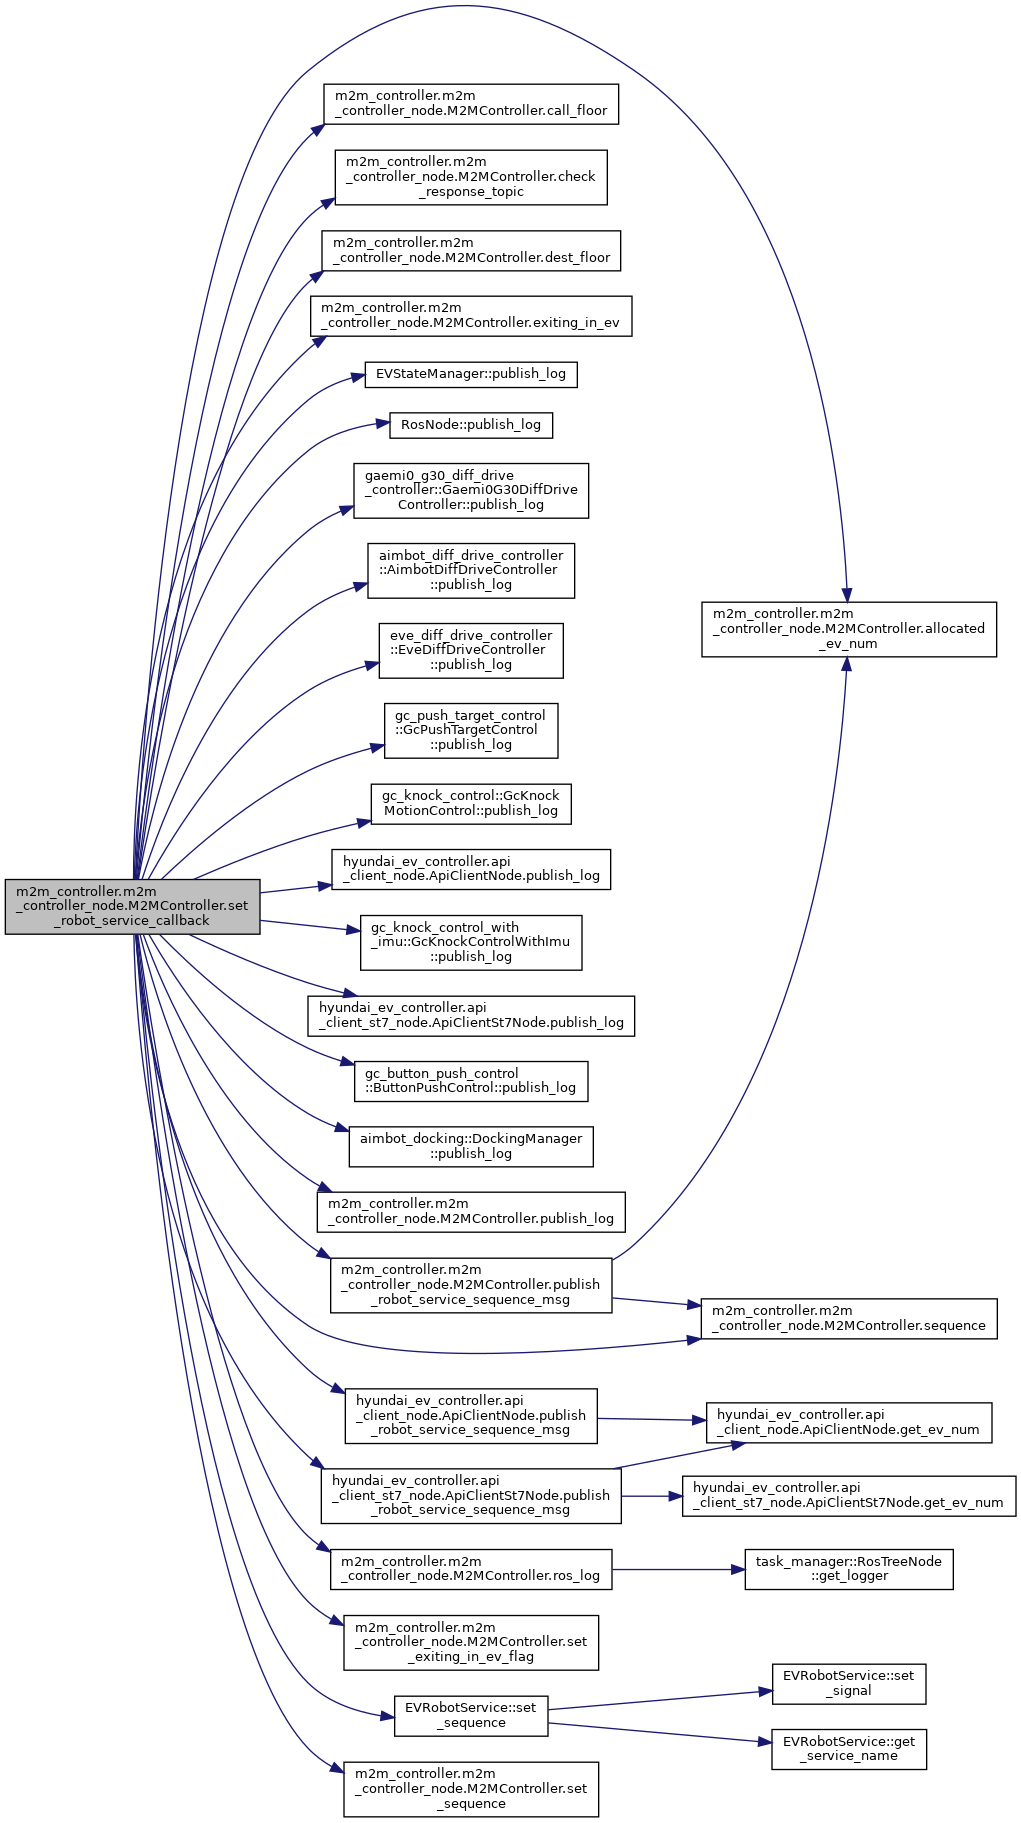 m2m_controller.m2m
_controller_node.M2MController.set
_robot_service_callback
m2m_controller.m2m
_controller_node.M2MController.call_floor
m2m_controller.m2m
_controller_node.M2MController.check
_response_topic
m2m_controller.m2m
_controller_node.M2MController.dest_floor
m2m_controller.m2m
_controller_node.M2MController.exiting_in_ev
EVStateManager::publish_log
RosNode::publish_log
gaemi0_g30_diff_drive
_controller::Gaemi0G30DiffDrive
Controller::publish_log
aimbot_diff_drive_controller
::AimbotDiffDriveController
::publish_log
eve_diff_drive_controller
::EveDiffDriveController
::publish_log
gc_push_target_control
::GcPushTargetControl
::publish_log
gc_knock_control::GcKnock
MotionControl::publish_log
hyundai_ev_controller.api
_client_node.ApiClientNode.publish_log
gc_knock_control_with
_imu::GcKnockControlWithImu
::publish_log
hyundai_ev_controller.api
_client_st7_node.ApiClientSt7Node.publish_log
gc_button_push_control
::ButtonPushControl::publish_log
aimbot_docking::DockingManager
::publish_log
m2m_controller.m2m
_controller_node.M2MController.publish_log
m2m_controller.m2m
_controller_node.M2MController.publish
_robot_service_sequence_msg
hyundai_ev_controller.api
_client_node.ApiClientNode.publish
_robot_service_sequence_msg
hyundai_ev_controller.api
_client_st7_node.ApiClientSt7Node.publish
_robot_service_sequence_msg
m2m_controller.m2m
_controller_node.M2MController.ros_log
m2m_controller.m2m
_controller_node.M2MController.set
_exiting_in_ev_flag
EVRobotService::set
_sequence
m2m_controller.m2m
_controller_node.M2MController.set
_sequence
m2m_controller.m2m
_controller_node.M2MController.allocated
_ev_num
m2m_controller.m2m
_controller_node.M2MController.sequence
hyundai_ev_controller.api
_client_node.ApiClientNode.get_ev_num
hyundai_ev_controller.api
_client_st7_node.ApiClientSt7Node.get_ev_num
task_manager::RosTreeNode
::get_logger
EVRobotService::set
_signal
EVRobotService::get
_service_name